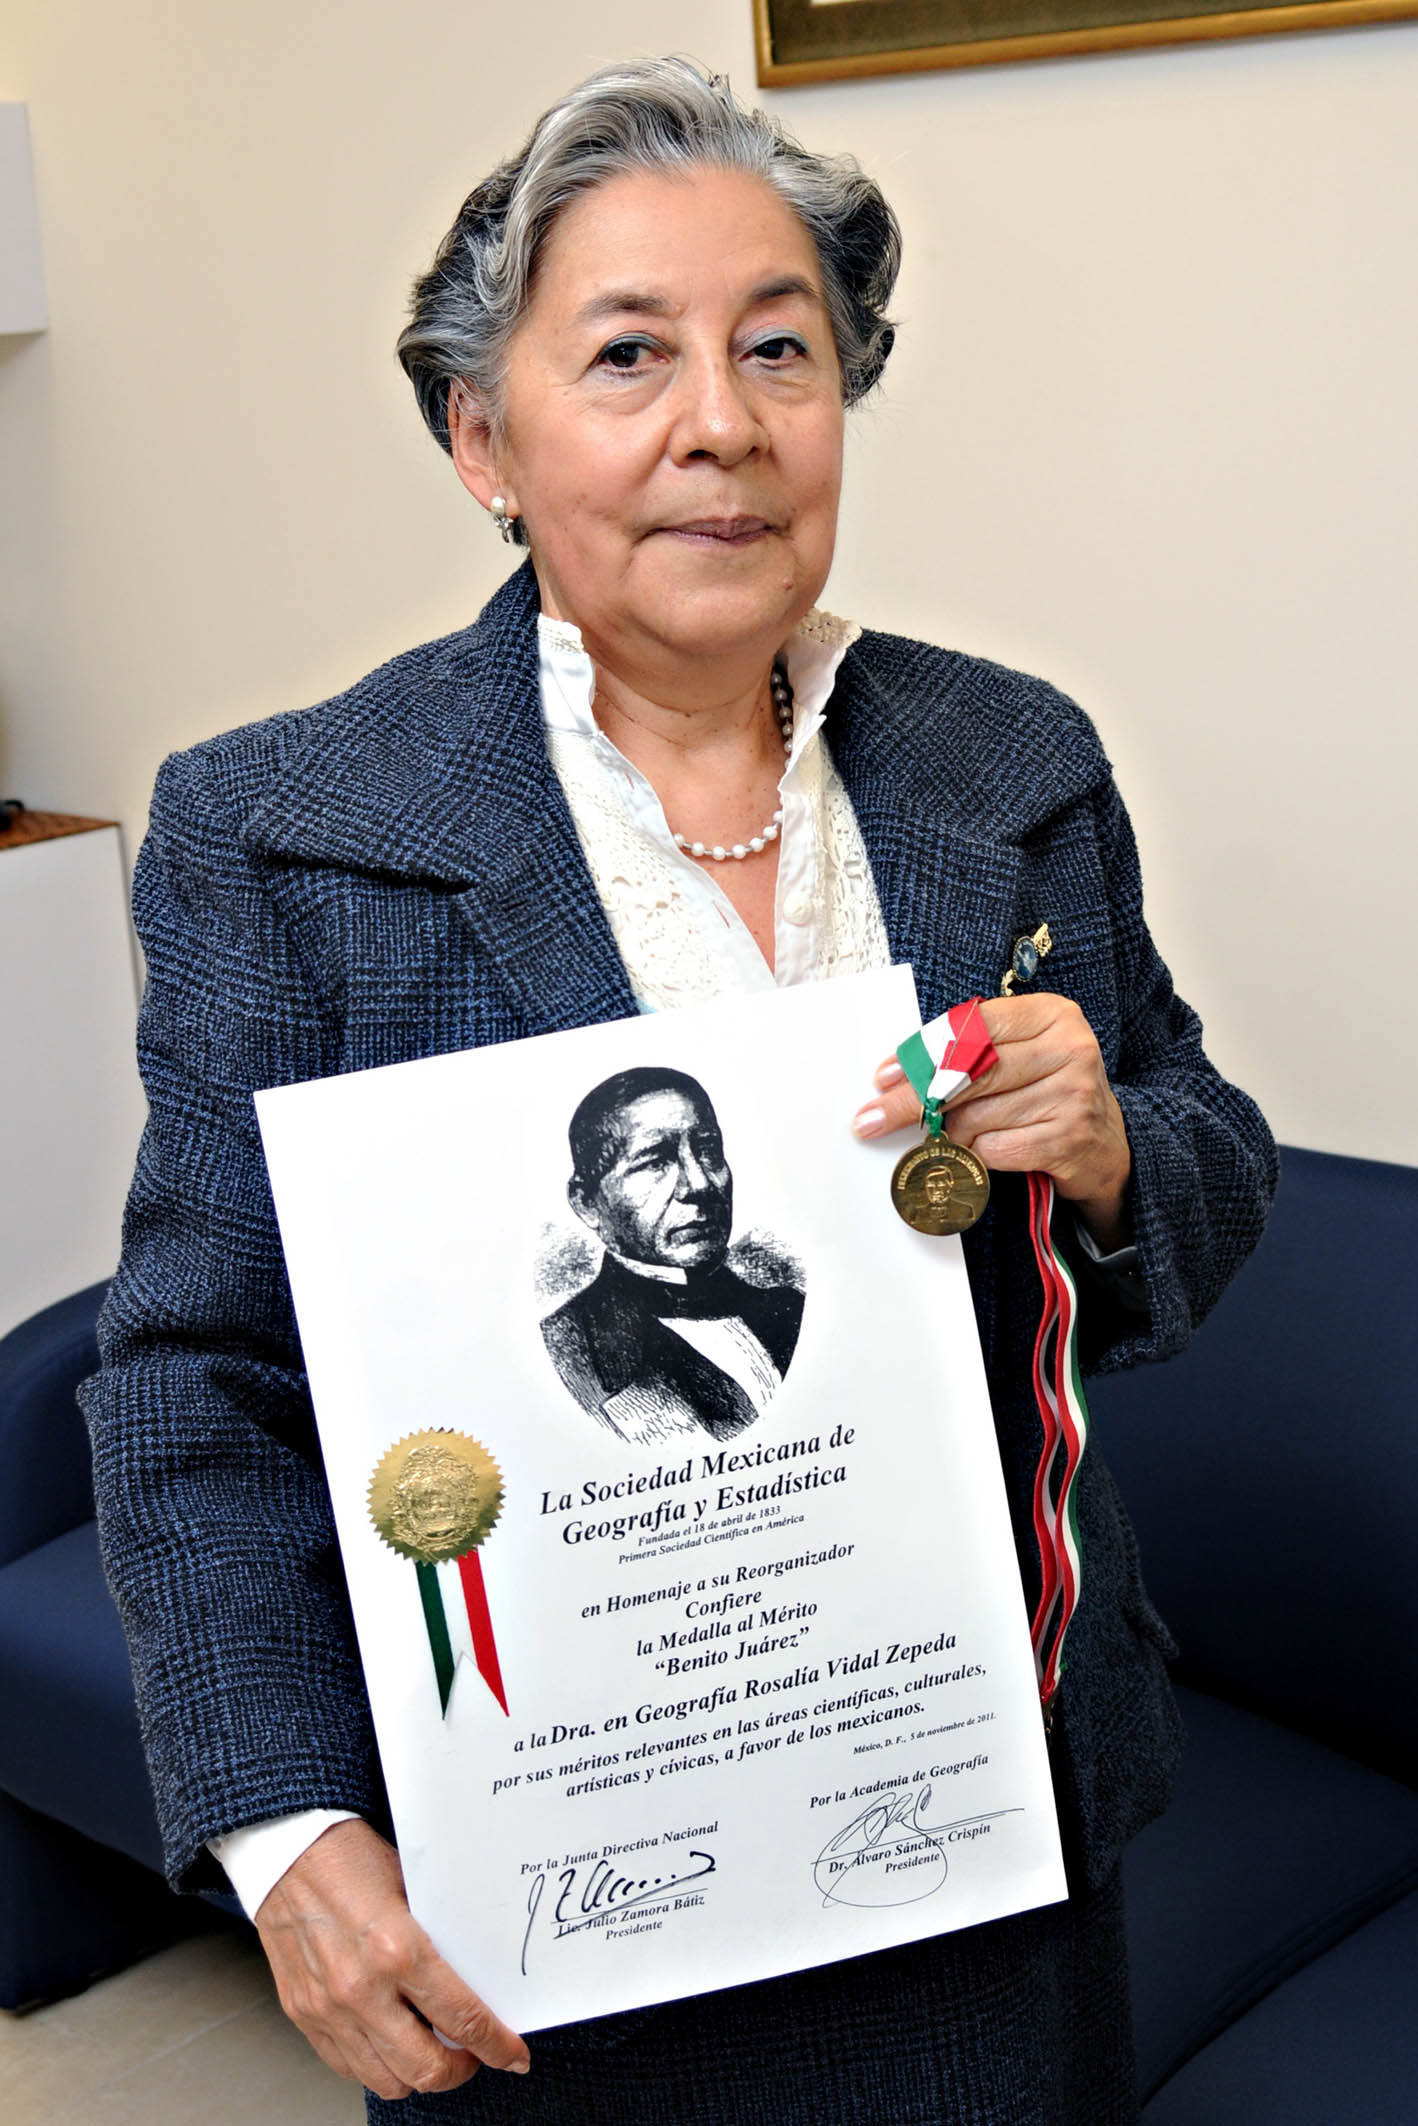 La Sociedad Mexicana de
Geografía y Estadística
Fundada el 18 de abril de 1833
Primera Sociedad Científica en América
en Homenaje a su Reorganizador
Confiere
la Medalla al Mérito
“Benito Juárez”
a la Dra. en Geografía Rosalía Vidal Zepeda
por sus méritos relevantes en las áreas científicas, culturales,
artísticas y cívicas, a favor de los mexicanos.
México, D. F., 5 de noviembre de 2011.
Por la Junta Directiva Nacional
Lic. Julio Zamora Bátiz
Presidente
Por la Academia de Geografía
Dr. Álvaro Sánchez Crispín
Presidente